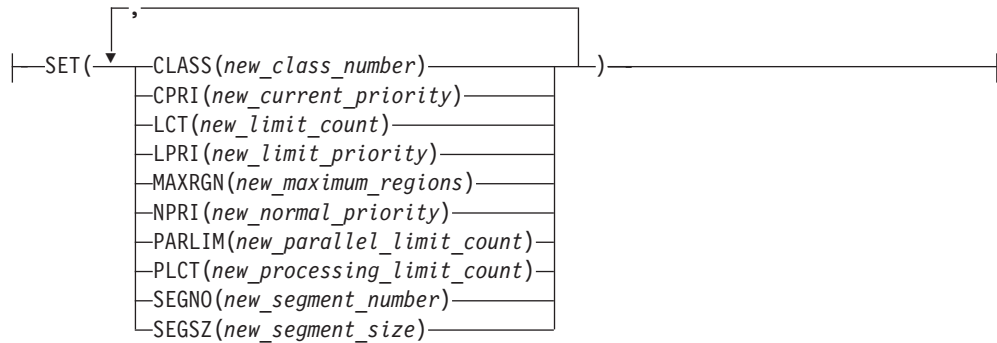 ,
SET( CLASS(new_class_number) )
CPRI(new_current_priority)
LCT(new_limit_count)
LPRI(new_limit_priority)
MAXRGN(new_maximum_regions)
NPRI(new_normal_priority)
PARLIM(new_parallel_limit_count)
PLCT(new_processing_limit_count)
SEGNO(new_segment_number)
SEGSZ(new_segment_size)